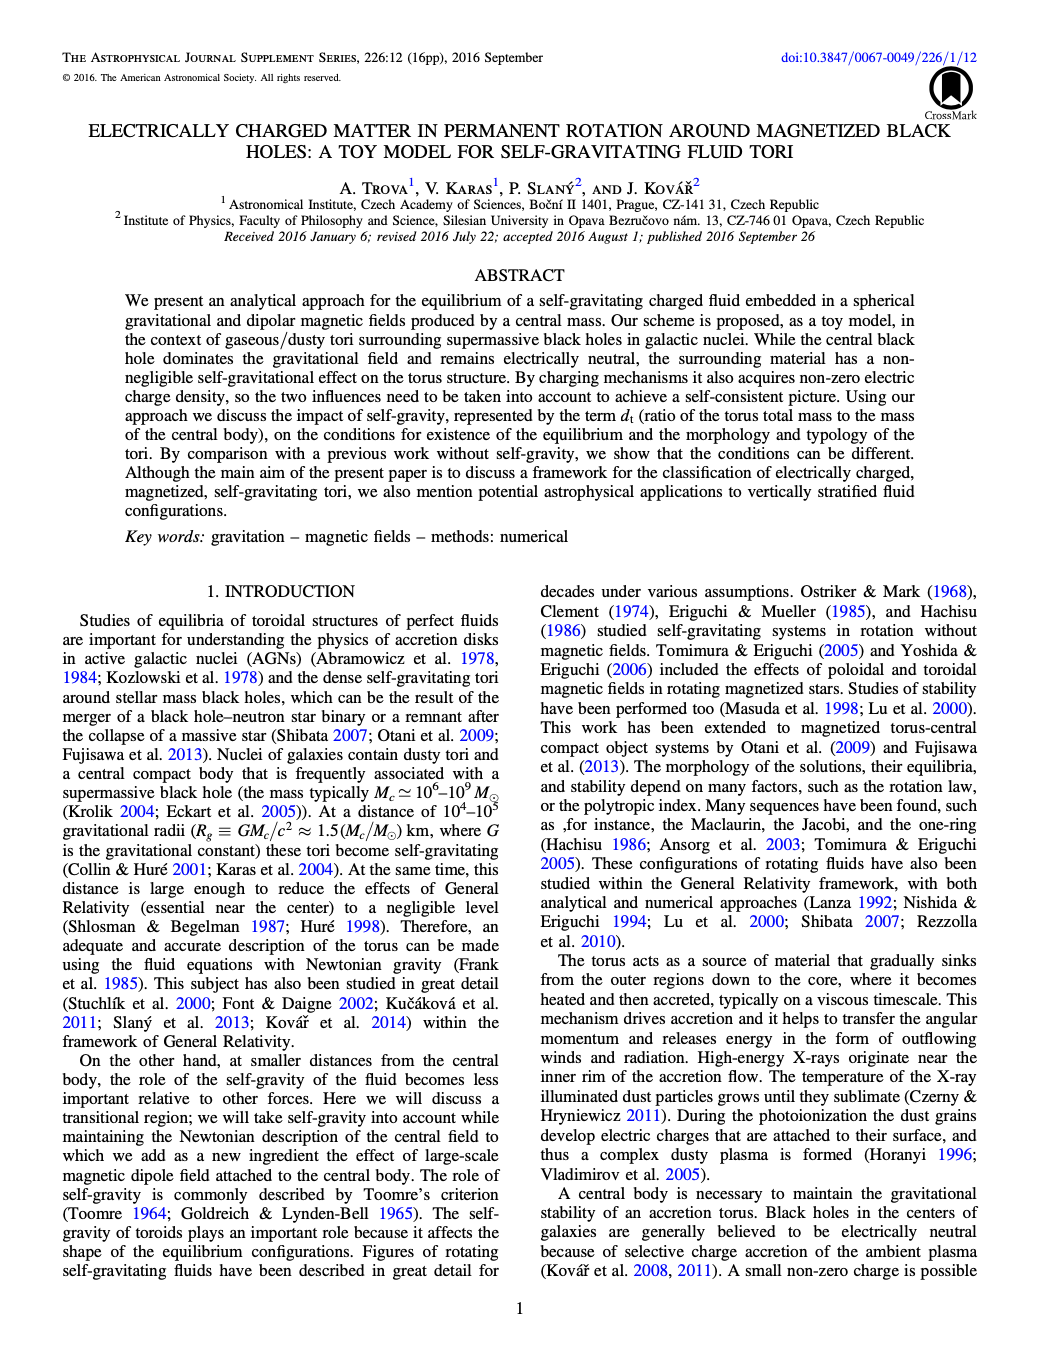 THE ASTROPHYSICAL JOURNAL SUPPLEMENT SERIES, 226:12 (16pp), 2016 September
doi:10.3847/0067-0049/226/1/12
© 2016. The American Astronomical Society. All rights reserved.
CrossMark
ELECTRICALLY CHARGED MATTER IN PERMANENT ROTATION AROUND MAGNETIZED BLACK
HOLES: A TOY MODEL FOR SELF-GRAVITATING FLUID TORI
A. TROVA¹, V. KARAS¹, P. SLANÝ², AND J. KOVÁŘ²
¹ Astronomical Institute, Czech Academy of Sciences, Boční II 1401, Prague, CZ-141 31, Czech Republic
² Institute of Physics, Faculty of Philosophy and Science, Silesian University in Opava Bezručovo nám. 13, CZ-746 01 Opava, Czech Republic
Received 2016 January 6; revised 2016 July 22; accepted 2016 August 1; published 2016 September 26
ABSTRACT
We present an analytical approach for the equilibrium of a self-gravitating charged fluid embedded in a spherical
gravitational and dipolar magnetic fields produced by a central mass. Our scheme is proposed, as a toy model, in
the context of gaseous/dusty tori surrounding supermassive black holes in galactic nuclei. While the central black
hole dominates the gravitational field and remains electrically neutral, the surrounding material has a non-
negligible self-gravitational effect on the torus structure. By charging mechanisms it also acquires non-zero electric
charge density, so the two influences need to be taken into account to achieve a self-consistent picture. Using our
approach we discuss the impact of self-gravity, represented by the term dₜ (ratio of the torus total mass to the mass
of the central body), on the conditions for existence of the equilibrium and the morphology and typology of the
tori. By comparison with a previous work without self-gravity, we show that the conditions can be different.
Although the main aim of the present paper is to discuss a framework for the classification of electrically charged,
magnetized, self-gravitating tori, we also mention potential astrophysical applications to vertically stratified fluid
configurations.
Key words: gravitation – magnetic fields – methods: numerical
1. INTRODUCTION
Studies of equilibria of toroidal structures of perfect fluids
are important for understanding the physics of accretion disks
in active galactic nuclei (AGNs) (Abramowicz et al. 1978,
1984; Kozlowski et al. 1978) and the dense self-gravitating tori
around stellar mass black holes, which can be the result of the
merger of a black hole–neutron star binary or a remnant after
the collapse of a massive star (Shibata 2007; Otani et al. 2009;
Fujisawa et al. 2013). Nuclei of galaxies contain dusty tori and
a central compact body that is frequently associated with a
supermassive black hole (the mass typically M_c ≃ 10⁶–10⁹ M_⊙
(Krolik 2004; Eckart et al. 2005)). At a distance of 10⁴–10⁵
gravitational radii (R_g ≡ GM_c/c² ≈ 1.5(M_c/M_⊙) km, where G
is the gravitational constant) these tori become self-gravitating
(Collin & Huré 2001; Karas et al. 2004). At the same time, this
distance is large enough to reduce the effects of General
Relativity (essential near the center) to a negligible level
(Shlosman & Begelman 1987; Huré 1998). Therefore, an
adequate and accurate description of the torus can be made
using the fluid equations with Newtonian gravity (Frank
et al. 1985). This subject has also been studied in great detail
(Stuchlík et al. 2000; Font & Daigne 2002; Kučáková et al.
2011; Slaný et al. 2013; Kovář et al. 2014) within the
framework of General Relativity.
On the other hand, at smaller distances from the central
body, the role of the self-gravity of the fluid becomes less
important relative to other forces. Here we will discuss a
transitional region; we will take self-gravity into account while
maintaining the Newtonian description of the central field to
which we add as a new ingredient the effect of large-scale
magnetic dipole field attached to the central body. The role of
self-gravity is commonly described by Toomre's criterion
(Toomre 1964; Goldreich & Lynden-Bell 1965). The self-
gravity of toroids plays an important role because it affects the
shape of the equilibrium configurations. Figures of rotating
self-gravitating fluids have been described in great detail for
decades under various assumptions. Ostriker & Mark (1968),
Clement (1974), Eriguchi & Mueller (1985), and Hachisu
(1986) studied self-gravitating systems in rotation without
magnetic fields. Tomimura & Eriguchi (2005) and Yoshida &
Eriguchi (2006) included the effects of poloidal and toroidal
magnetic fields in rotating magnetized stars. Studies of stability
have been performed too (Masuda et al. 1998; Lu et al. 2000).
This work has been extended to magnetized torus-central
compact object systems by Otani et al. (2009) and Fujisawa
et al. (2013). The morphology of the solutions, their equilibria,
and stability depend on many factors, such as the rotation law,
or the polytropic index. Many sequences have been found, such
as ,for instance, the Maclaurin, the Jacobi, and the one-ring
(Hachisu 1986; Ansorg et al. 2003; Tomimura & Eriguchi
2005). These configurations of rotating fluids have also been
studied within the General Relativity framework, with both
analytical and numerical approaches (Lanza 1992; Nishida &
Eriguchi 1994; Lu et al. 2000; Shibata 2007; Rezzolla
et al. 2010).
The torus acts as a source of material that gradually sinks
from the outer regions down to the core, where it becomes
heated and then accreted, typically on a viscous timescale. This
mechanism drives accretion and it helps to transfer the angular
momentum and releases energy in the form of outflowing
winds and radiation. High-energy X-rays originate near the
inner rim of the accretion flow. The temperature of the X-ray
illuminated dust particles grows until they sublimate (Czerny &
Hryniewicz 2011). During the photoionization the dust grains
develop electric charges that are attached to their surface, and
thus a complex dusty plasma is formed (Horanyi 1996;
Vladimirov et al. 2005).
A central body is necessary to maintain the gravitational
stability of an accretion torus. Black holes in the centers of
galaxies are generally believed to be electrically neutral
because of selective charge accretion of the ambient plasma
(Kovář et al. 2008, 2011). A small non-zero charge is possible
1